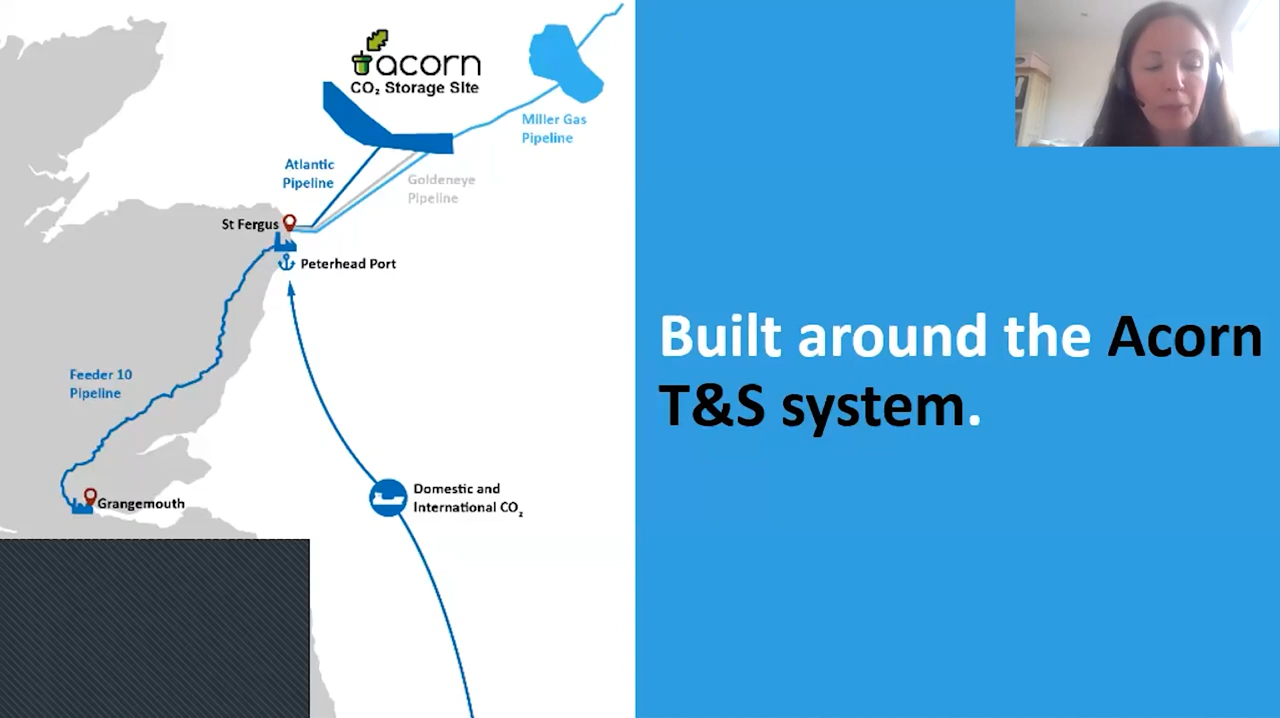 acorn
CO₂ Storage Site
Miller Gas
Pipeline
Atlantic
Pipeline
Goldeneye
Pipeline
St Fergus
Peterhead Port
Feeder 10
Pipeline
Grangemouth
Domestic and
International CO₂
Built around the Acorn
T&S system.